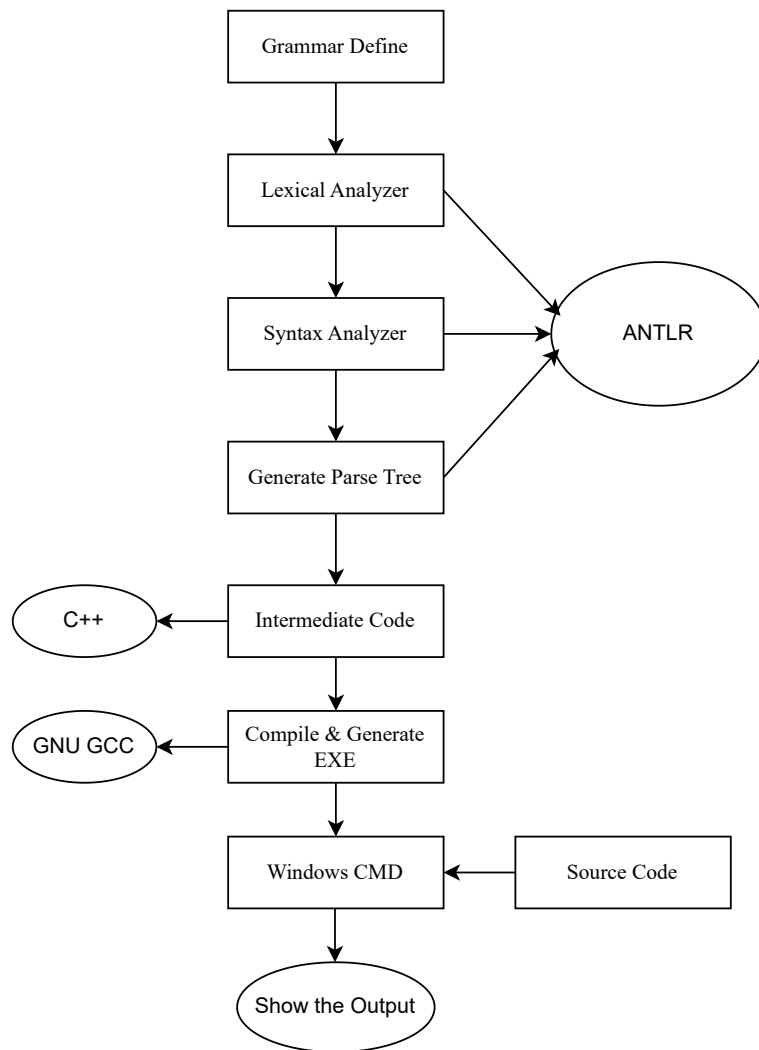 Grammar Define
Lexical Analyzer
Syntax Analyzer
ANTLR
Generate Parse Tree
C++
Intermediate Code
GNU GCC
Compile & Generate
EXE
Windows CMD
Source Code
Show the Output